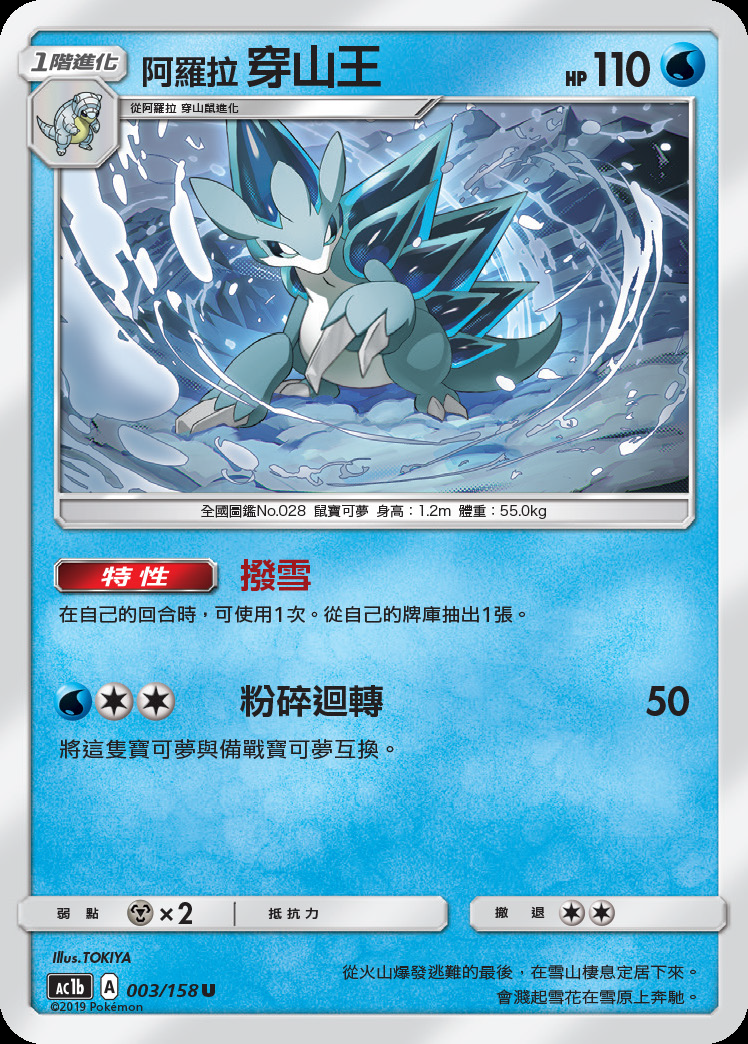 1階進化
阿羅拉 穿山王
HP 110
從阿羅拉 穿山鼠進化
全國圖鑑No.028 鼠寶可夢 身高：1.2m 體重：55.0kg
特性 撥雪
在自己的回合時，可使用1次。從自己的牌庫抽出1張。
粉碎迴轉 50
將這隻寶可夢與備戰寶可夢互換。
弱點 ×2 抵抗力 撤退
Illus.TOKIYA
AC1b A 003/158 U
©2019 Pokémon
從火山爆發逃難的最後，在雪山棲息定居下來。
會濺起雪花在雪原上奔馳。